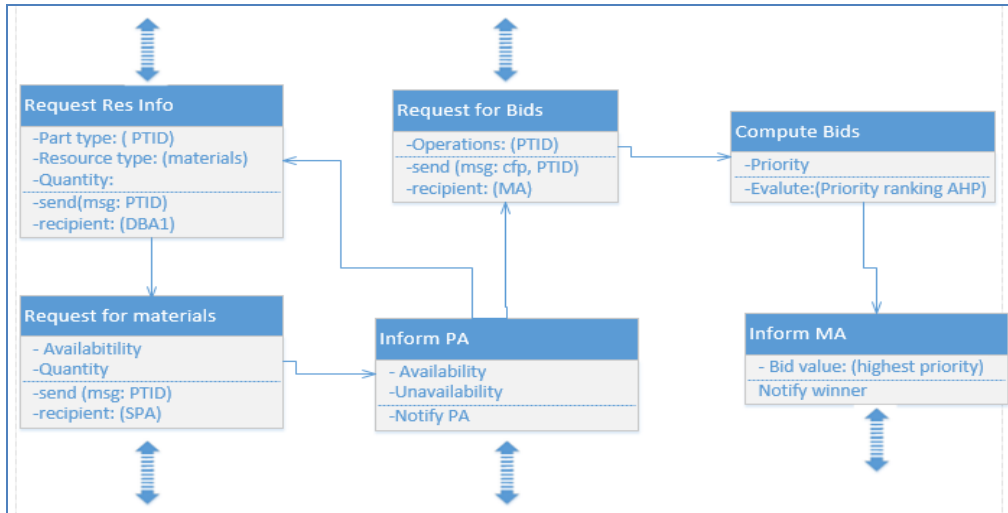 Request Res Info
-Part type: ( PTID)
-Resource type: (materials)
-Quantity:
-send(msg: PTID)
-recipient: (DBA1)
Request for Bids
-Operations: (PTID)
-send (msg: cfp, PTID)
-recipient: (MA)
Compute Bids
-Priority
-Evalute:(Priority ranking AHP)
Request for materials
- Availabitility
-Quantity
-send (msg: PTID)
-recipient: (SPA)
Inform PA
- Availability
-Unavailability
-Notify PA
Inform MA
- Bid value: (highest priority)
Notify winner